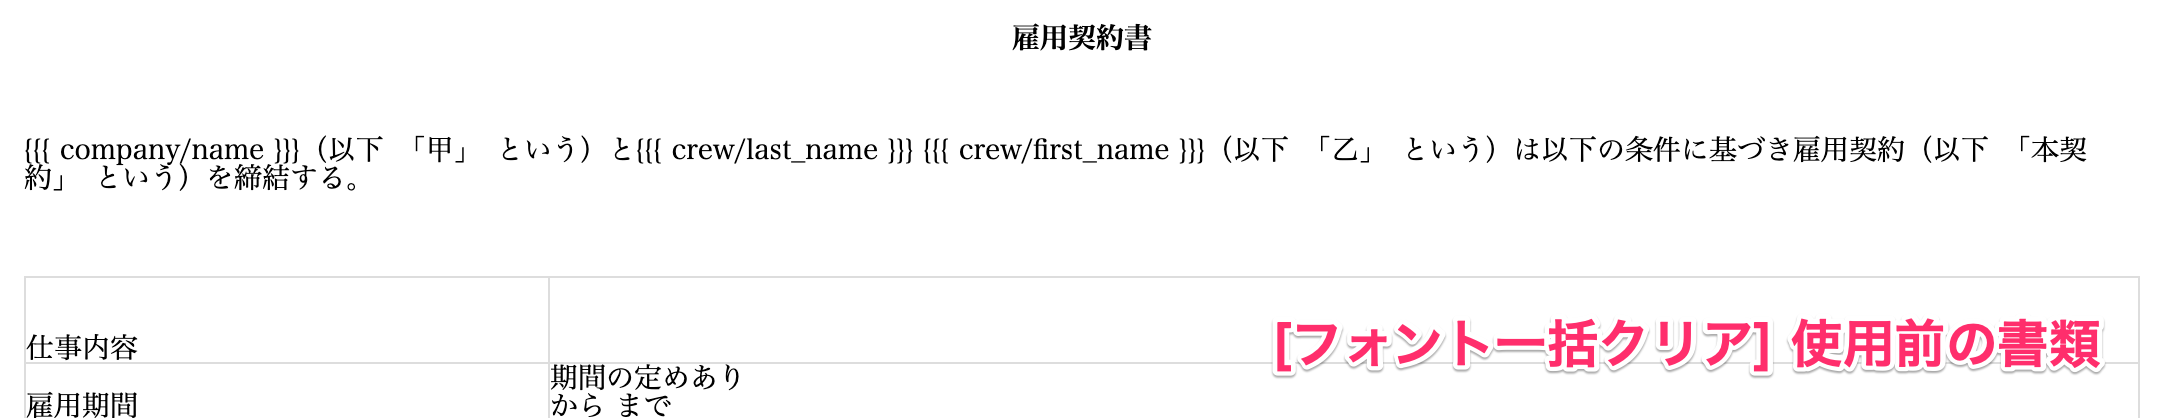 雇用契約書
{{{ company/name }}}（以下 「甲」 という）と{{{ crew/last_name }}} {{{ crew/first_name }}}（以下 「乙」 という）は以下の条件に基づき雇用契約（以下 「本契
約」 という）を締結する。
仕事内容
[フォント一括クリア] 使用前の書類
期間の定めあり
雇用期間
から まで